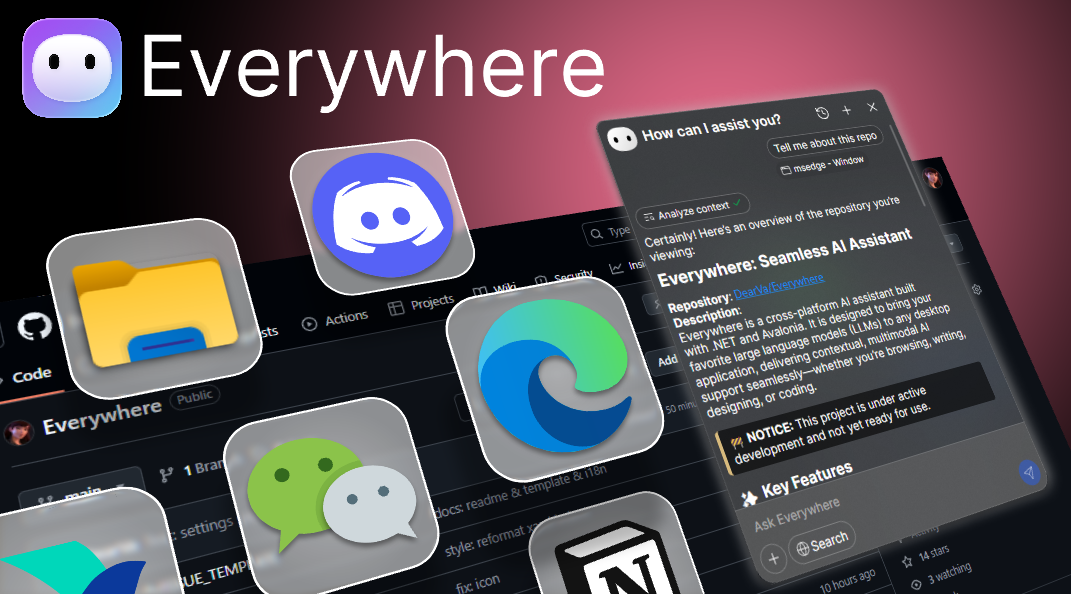 Everywhere
How can I assist you?
Tell me about this repo
msedge - Window
Analyze context
Certainly! Here's an overview of the repository you're
viewing:
Everywhere: Seamless AI Assistant
Repository: DearVa/Everywhere
Description:
Everywhere is a cross-platform AI assistant built
with .NET and Avalonia. It is designed to bring your
favorite large language models (LLMs) to any desktop
application, delivering contextual, multimodal AI
support seamlessly—whether you're browsing, writing,
designing, or coding.
NOTICE: This project is under active
development and not yet ready for use.
Key Features
Ask Everywhere
Search
Type
Code
Actions
Projects
Wiki
Security
Everywhere
Public
Add
1
main
settings
docs: readme & template & i18n
style: reformat
fix: icon
10 hours ago
14 stars
3 watching
N